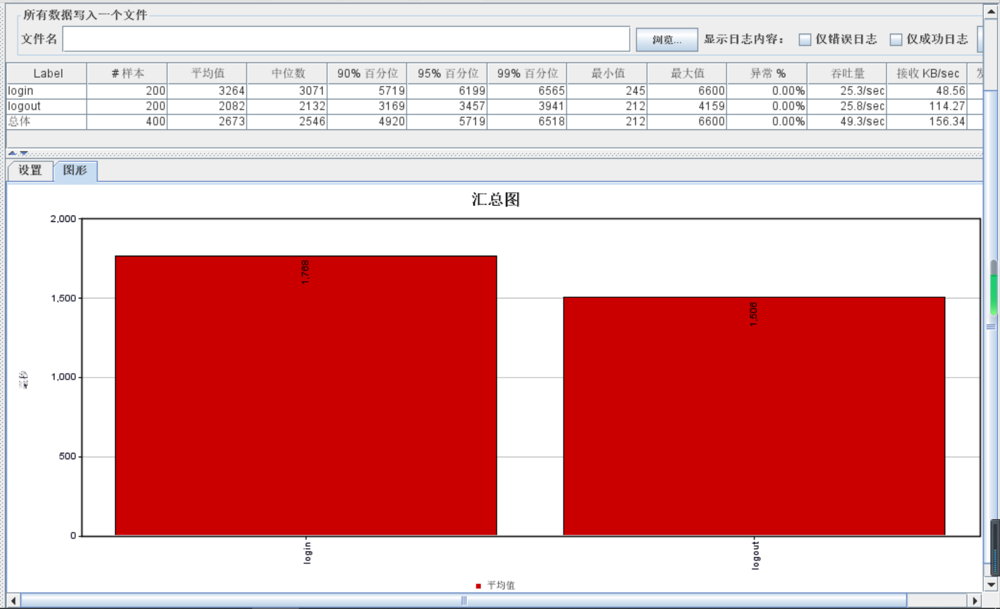 所有数据写入一个文件
文件名 浏览... 显示日志内容： 仅错误日志 仅成功日志
Label # 样本 平均值 中位数 90% 百分位 95% 百分位 99% 百分位 最小值 最大值 异常 % 吞吐量 接收 KB/sec
login 200 3264 3071 5719 6199 6565 245 6600 0.00% 25.3/sec 48.56
logout 200 2082 2132 3169 3457 3941 212 4159 0.00% 25.8/sec 114.27
总体 400 2673 2546 4920 5719 6518 212 6600 0.00% 49.3/sec 156.34
设置 图形
汇总图
2,000
1,768
1,500
1,506
1,000
毫秒
500
0
login logout
平均值